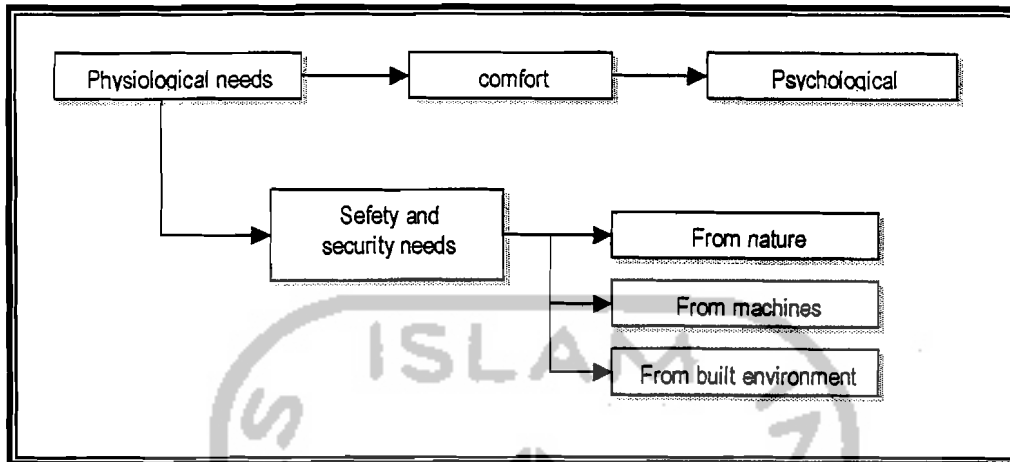 Physiological needs
comfort
Psychological
Sefety and
security needs
From nature
From machines
From built environment
ISLAM